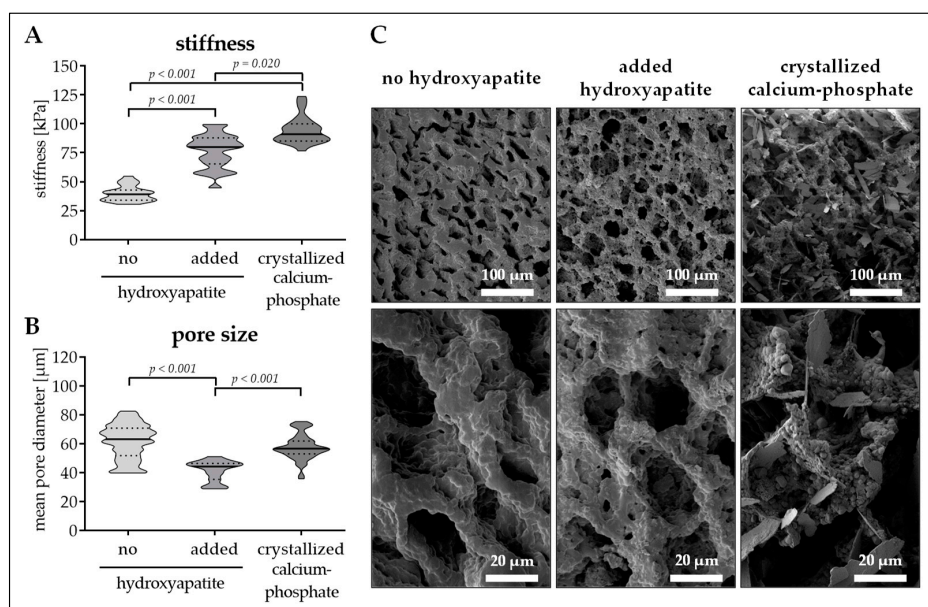 A
stiffness
p = 0.020
p < 0.001
p < 0.001
150
125
100
75
50
25
0
stiffness [kPa]
no
added
crystallized
calcium-
phosphate
hydroxyapatite
B
pore size
p < 0.001
p < 0.001
120
100
80
60
40
20
0
mean pore diameter [µm]
no
added
crystallized
calcium-
phosphate
hydroxyapatite
C
no hydroxyapatite
added
hydroxyapatite
crystallized
calcium-phosphate
100 µm
100 µm
100 µm
20 µm
20 µm
20 µm